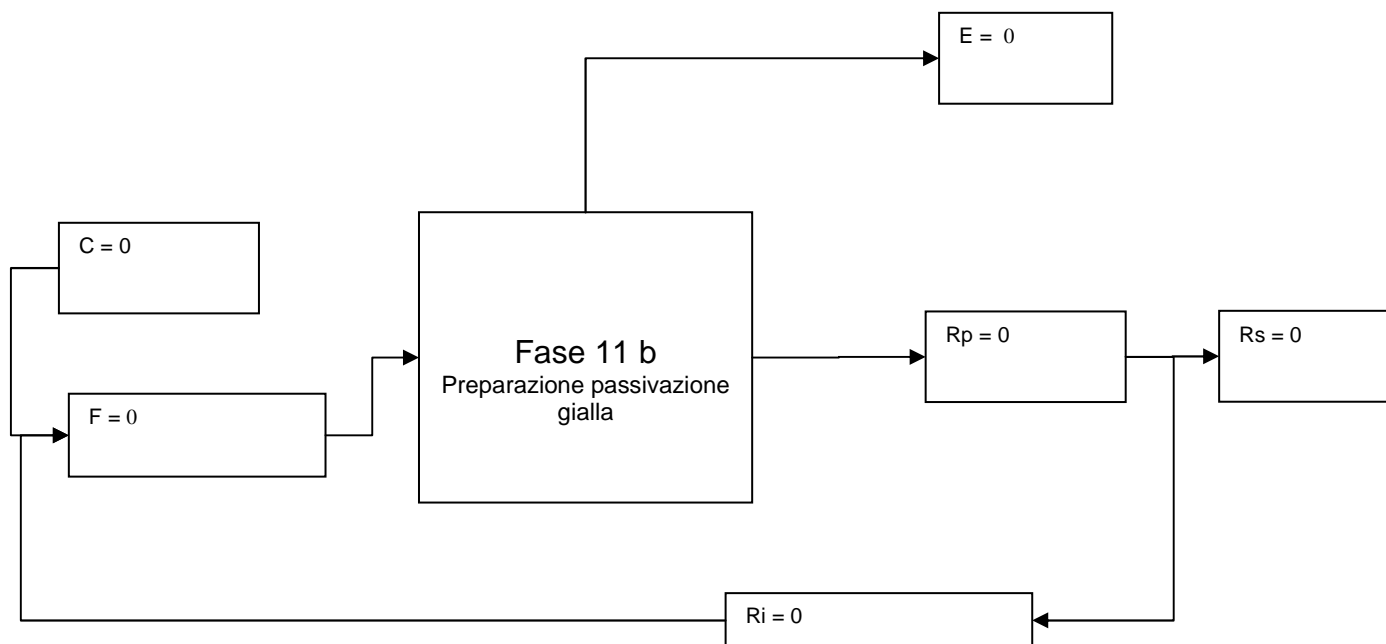 E = 0
C = 0
Fase 11 b
Preparazione passivazione
gialla
Rp = 0
Rs = 0
F = 0
Ri = 0